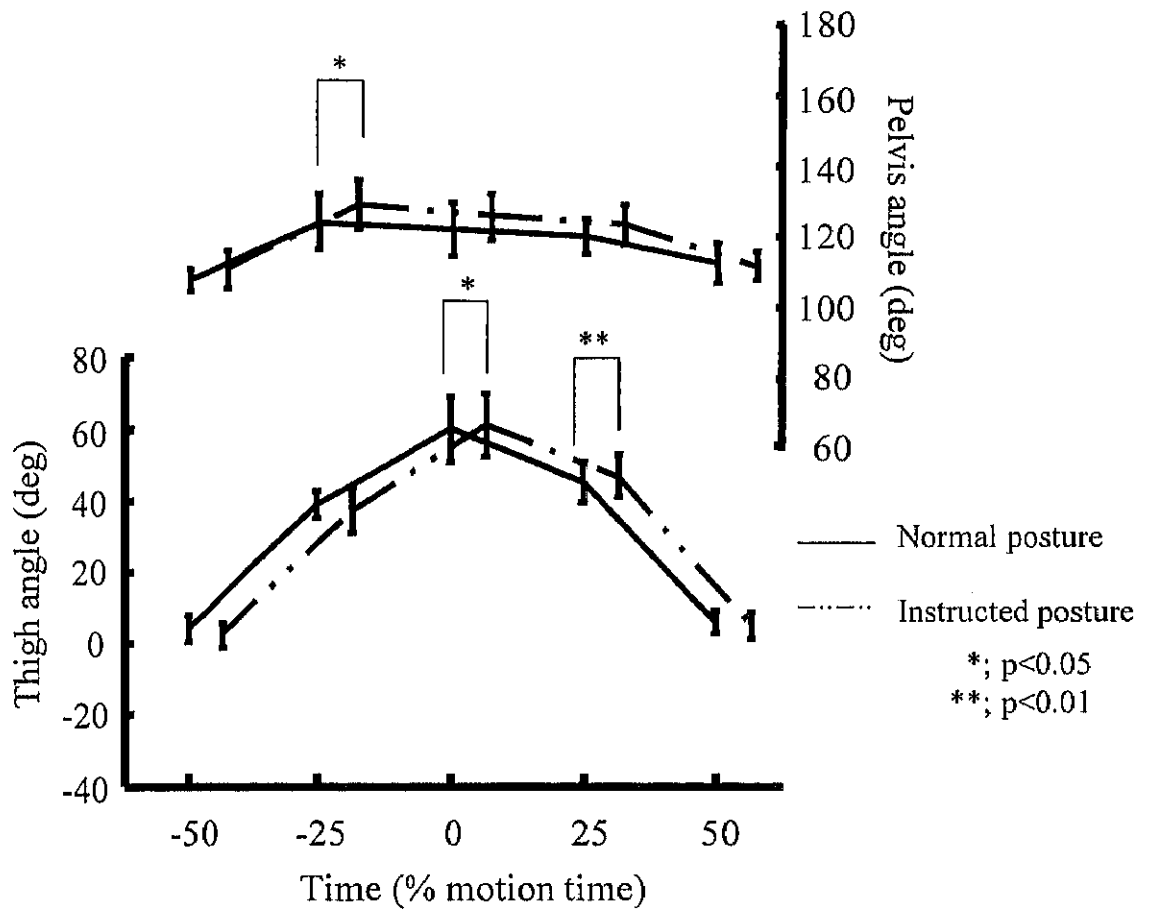 180
160
140
120
100
80
60
Pelvis angle (deg)
*
*
**
80
60
40
20
0
-20
-40
Thigh angle (deg)
Normal posture
Instructed posture
*; p<0.05
**; p<0.01
-50 -25 0 25 50
Time (% motion time)